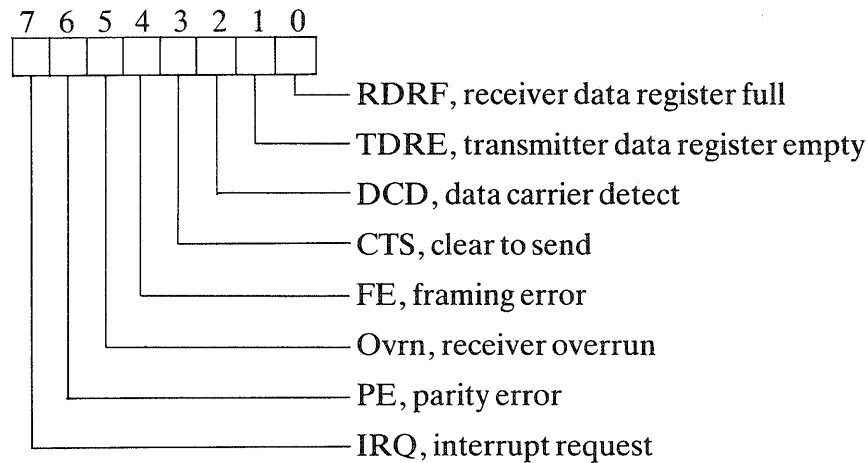 7 6 5 4 3 2 1 0
RDRF, receiver data register full
TDRE, transmitter data register empty
DCD, data carrier detect
CTS, clear to send
FE, framing error
Ovrn, receiver overrun
PE, parity error
IRQ, interrupt request